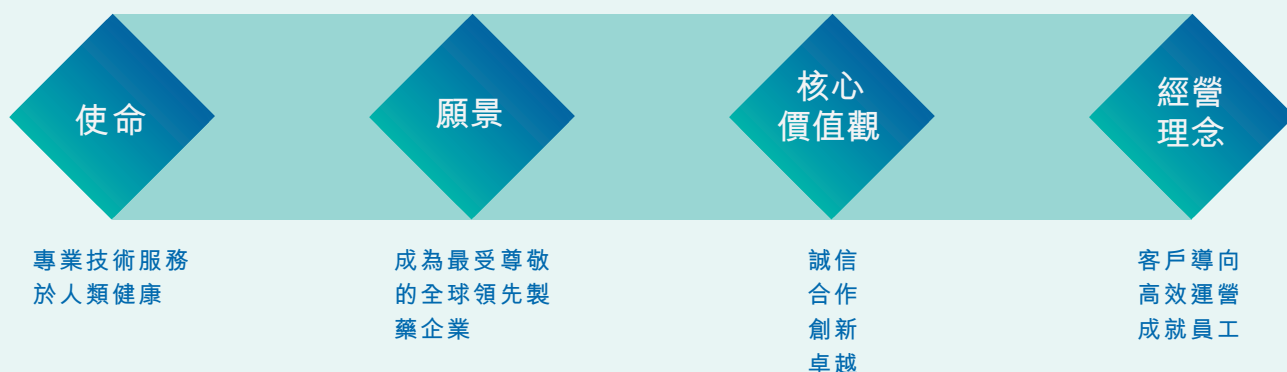 使命
願景
核心
價值觀
經營
理念
專業技術服務
於人類健康
成為最受尊敬
的全球領先製
藥企業
誠信
合作
創新
卓越
客戶導向
高效運營
成就員工